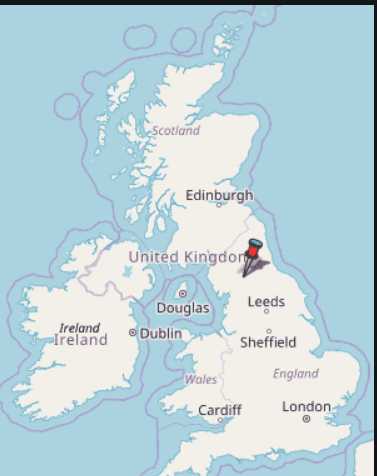 Scotland
Edinburgh
United Kingdom
Douglas
Leeds
Ireland
Ireland
Dublin
Sheffield
Wales
England
Cardiff
London